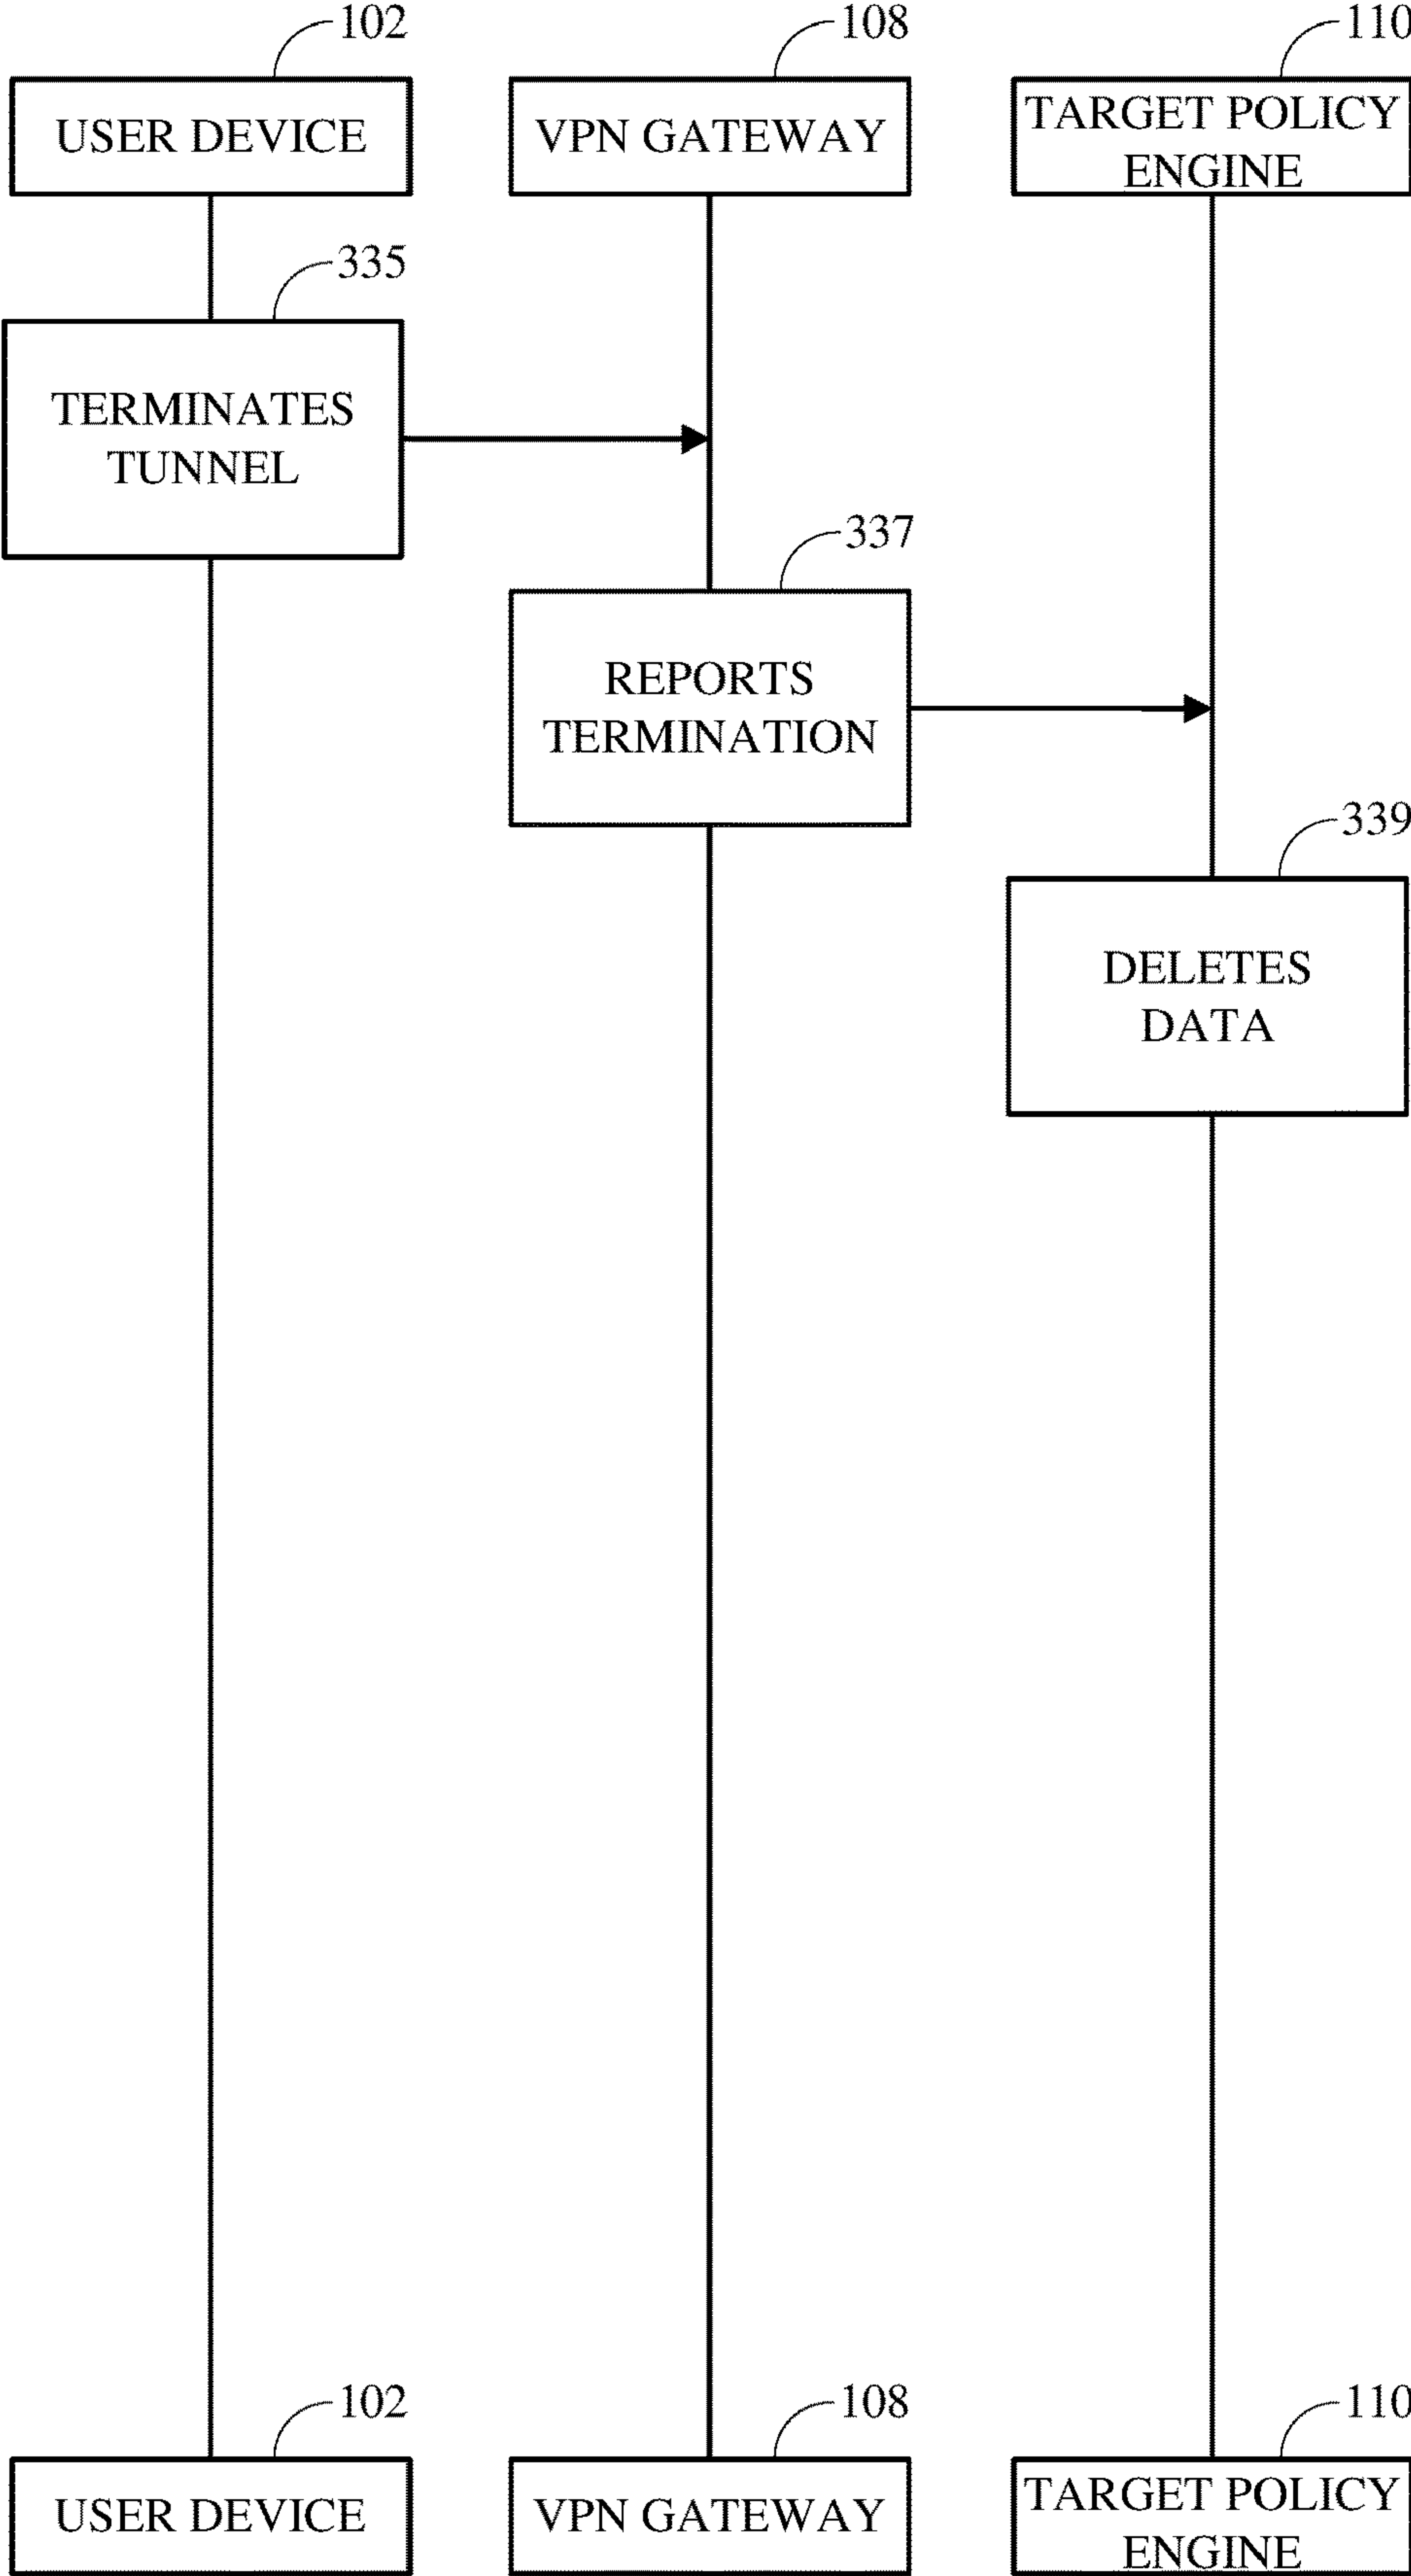 102
108
110
USER DEVICE
VPN GATEWAY
TARGET POLICY
ENGINE
335
TERMINATES
TUNNEL
337
REPORTS
TERMINATION
339
DELETES
DATA
102
108
110
USER DEVICE
VPN GATEWAY
TARGET POLICY
ENGINE